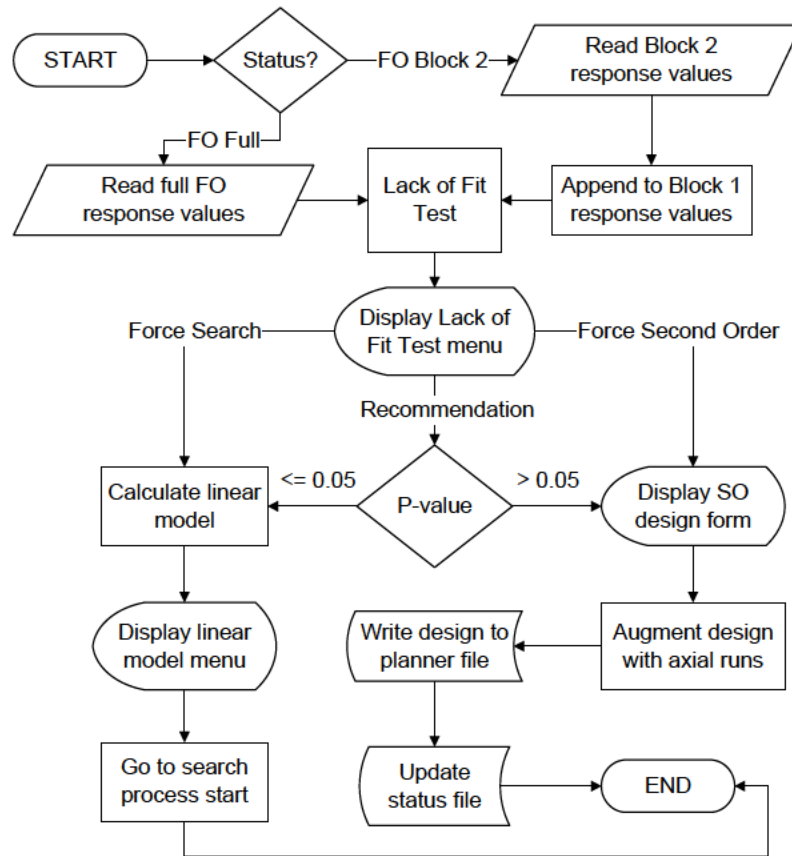 START
Status?
FO Block 2
Read Block 2
response values
FO Full
Read full FO
response values
Lack of Fit
Test
Append to Block 1
response values
Force Search
Display Lack of
Fit Test menu
Force Second Order
Recommendation
Calculate linear
model
<= 0.05
P-value
> 0.05
Display SO
design form
Display linear
model menu
Write design to
planner file
Augment design
with axial runs
Go to search
process start
Update
status file
END